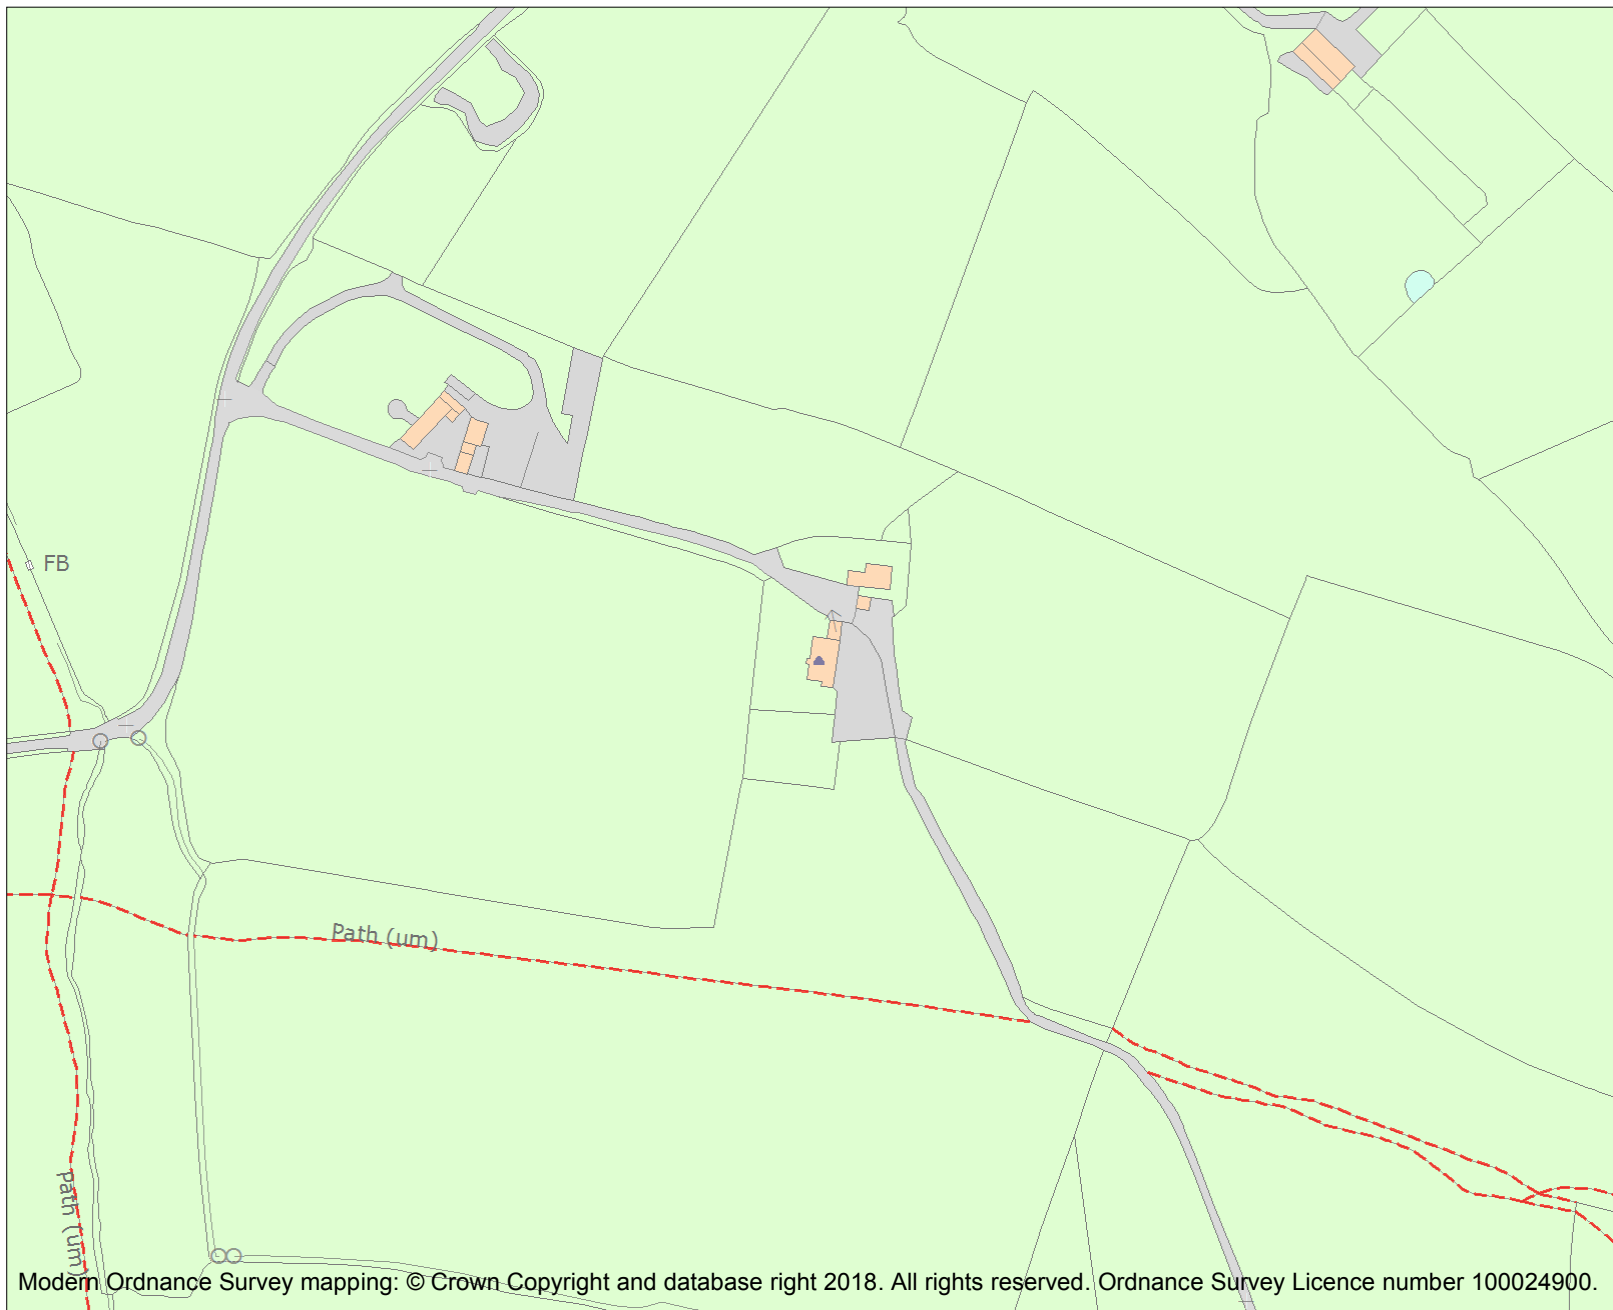 FB
Path (um)
Path (um)
Modern Ordnance Survey mapping: © Crown Copyright and database right 2018. All rights reserved. Ordnance Survey Licence number 100024900.